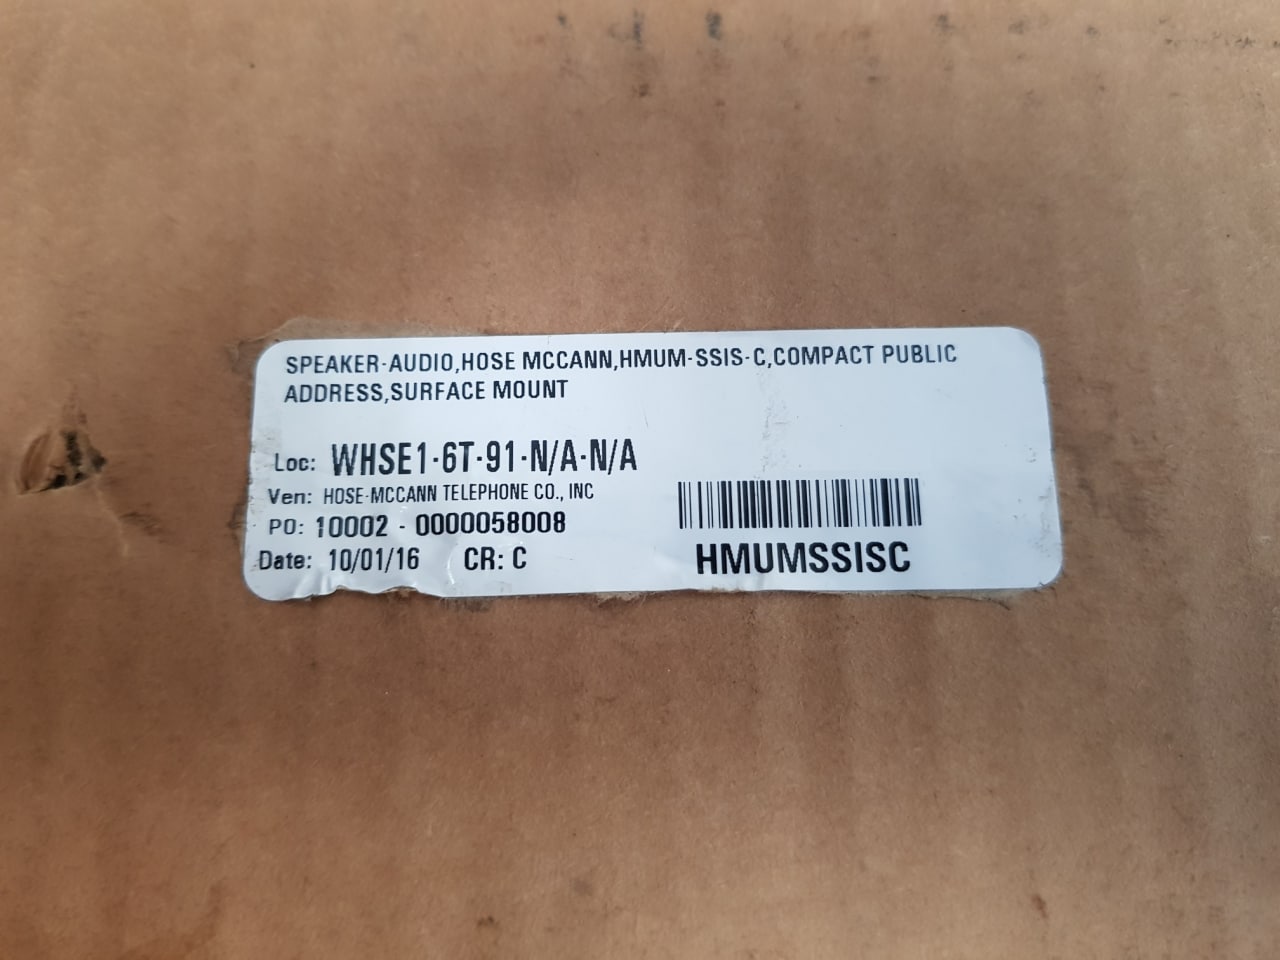 SPEAKER-AUDIO,HOSE MCCANN,HMUM-SSIS-C,COMPACT PUBLIC
ADDRESS,SURFACE MOUNT
Loc: WHSE1-6T-91-N/A-N/A
Ven: HOSE-MCCANN TELEPHONE CO., INC
PO: 10002 - 0000058008
Date: 10/01/16 CR: C
HMUMSSISC